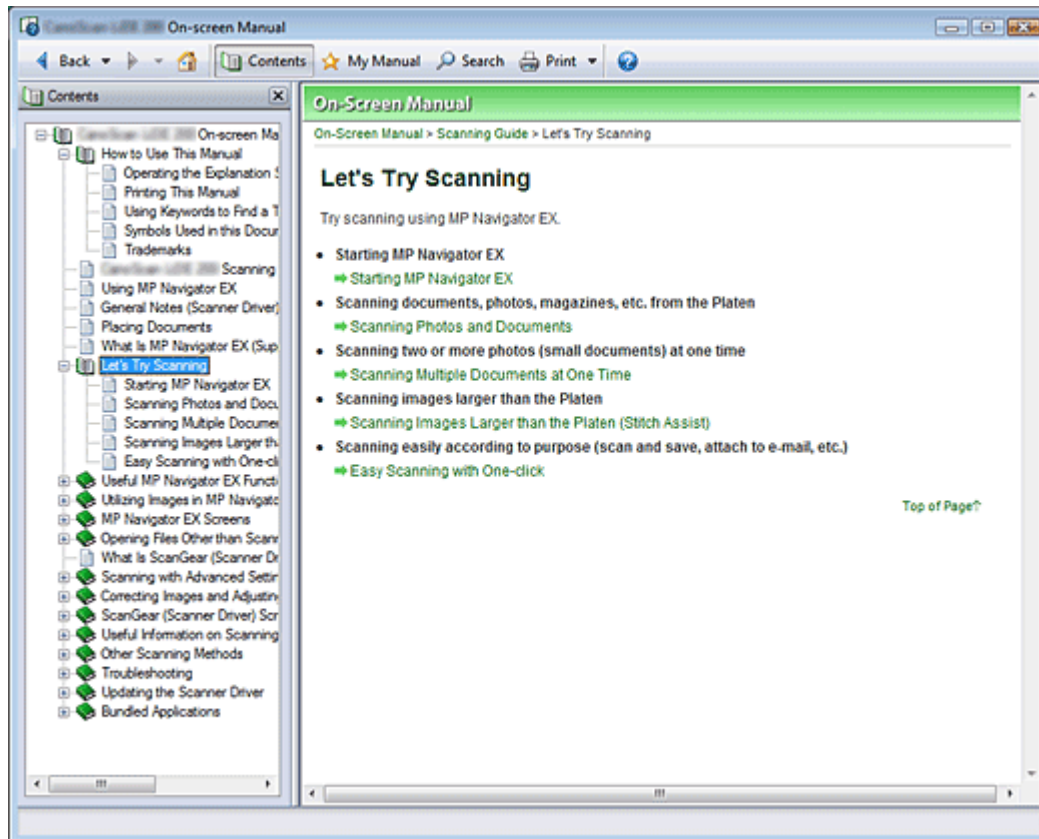 On-screen Manual
Back
Contents
My Manual
Search
Print
Contents
On-screen Ma
How to Use This Manual
Operating the Explanation
Printing This Manual
Using Keywords to Find a T
Symbols Used in this Docur
Trademarks
Scanning
Using MP Navigator EX
General Notes (Scanner Driver)
Placing Documents
What Is MP Navigator EX (Sup
Let's Try Scanning
Starting MP Navigator EX
Scanning Photos and Docu
Scanning Multiple Documer
Scanning Images Larger tha
Easy Scanning with One-cli
Useful MP Navigator EX Functi
Utilizing Images in MP Navigato
MP Navigator EX Screens
Opening Files Other than Scanr
What Is ScanGear (Scanner Dr
Scanning with Advanced Settin
Correcting Images and Adjusting
ScanGear (Scanner Driver) Scr
Useful Information on Scanning
Other Scanning Methods
Troubleshooting
Updating the Scanner Driver
Bundled Applications
On-Screen Manual
On-Screen Manual > Scanning Guide > Let's Try Scanning
Let's Try Scanning
Try scanning using MP Navigator EX.
Starting MP Navigator EX
Starting MP Navigator EX
Scanning documents, photos, magazines, etc. from the Platen
Scanning Photos and Documents
Scanning two or more photos (small documents) at one time
Scanning Multiple Documents at One Time
Scanning images larger than the Platen
Scanning Images Larger than the Platen (Stitch Assist)
Scanning easily according to purpose (scan and save, attach to e-mail, etc.)
Easy Scanning with One-click
Top of Page↑